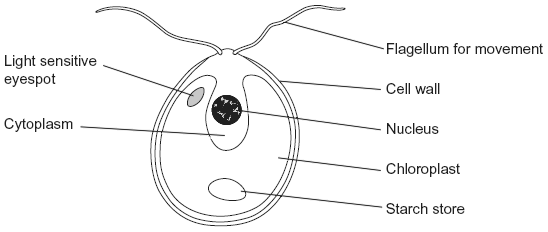 Light sensitive
eyespot
Cytoplasm
Flagellum for movement
Cell wall
Nucleus
Chloroplast
Starch store